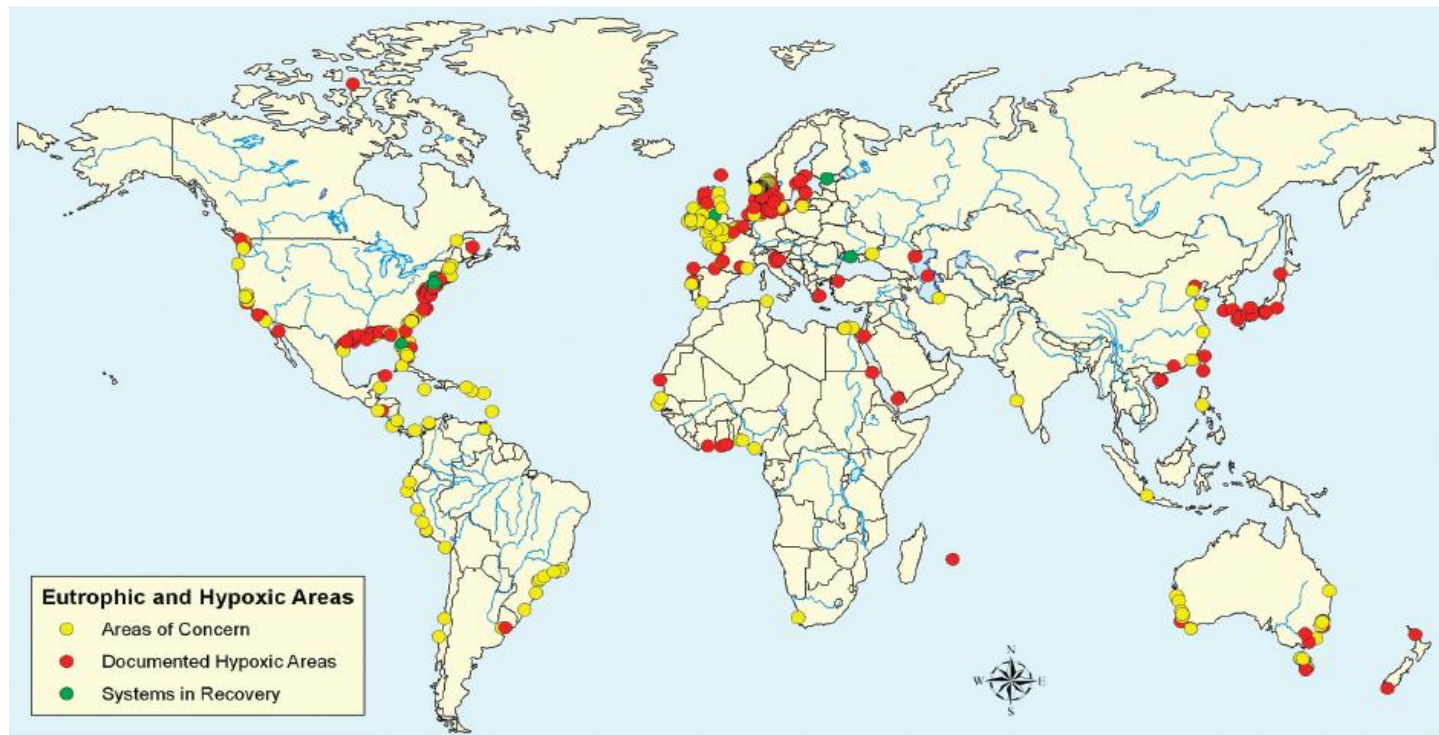 Eutrophic and Hypoxic Areas
Areas of Concern
Documented Hypoxic Areas
Systems in Recovery
N
W E
S